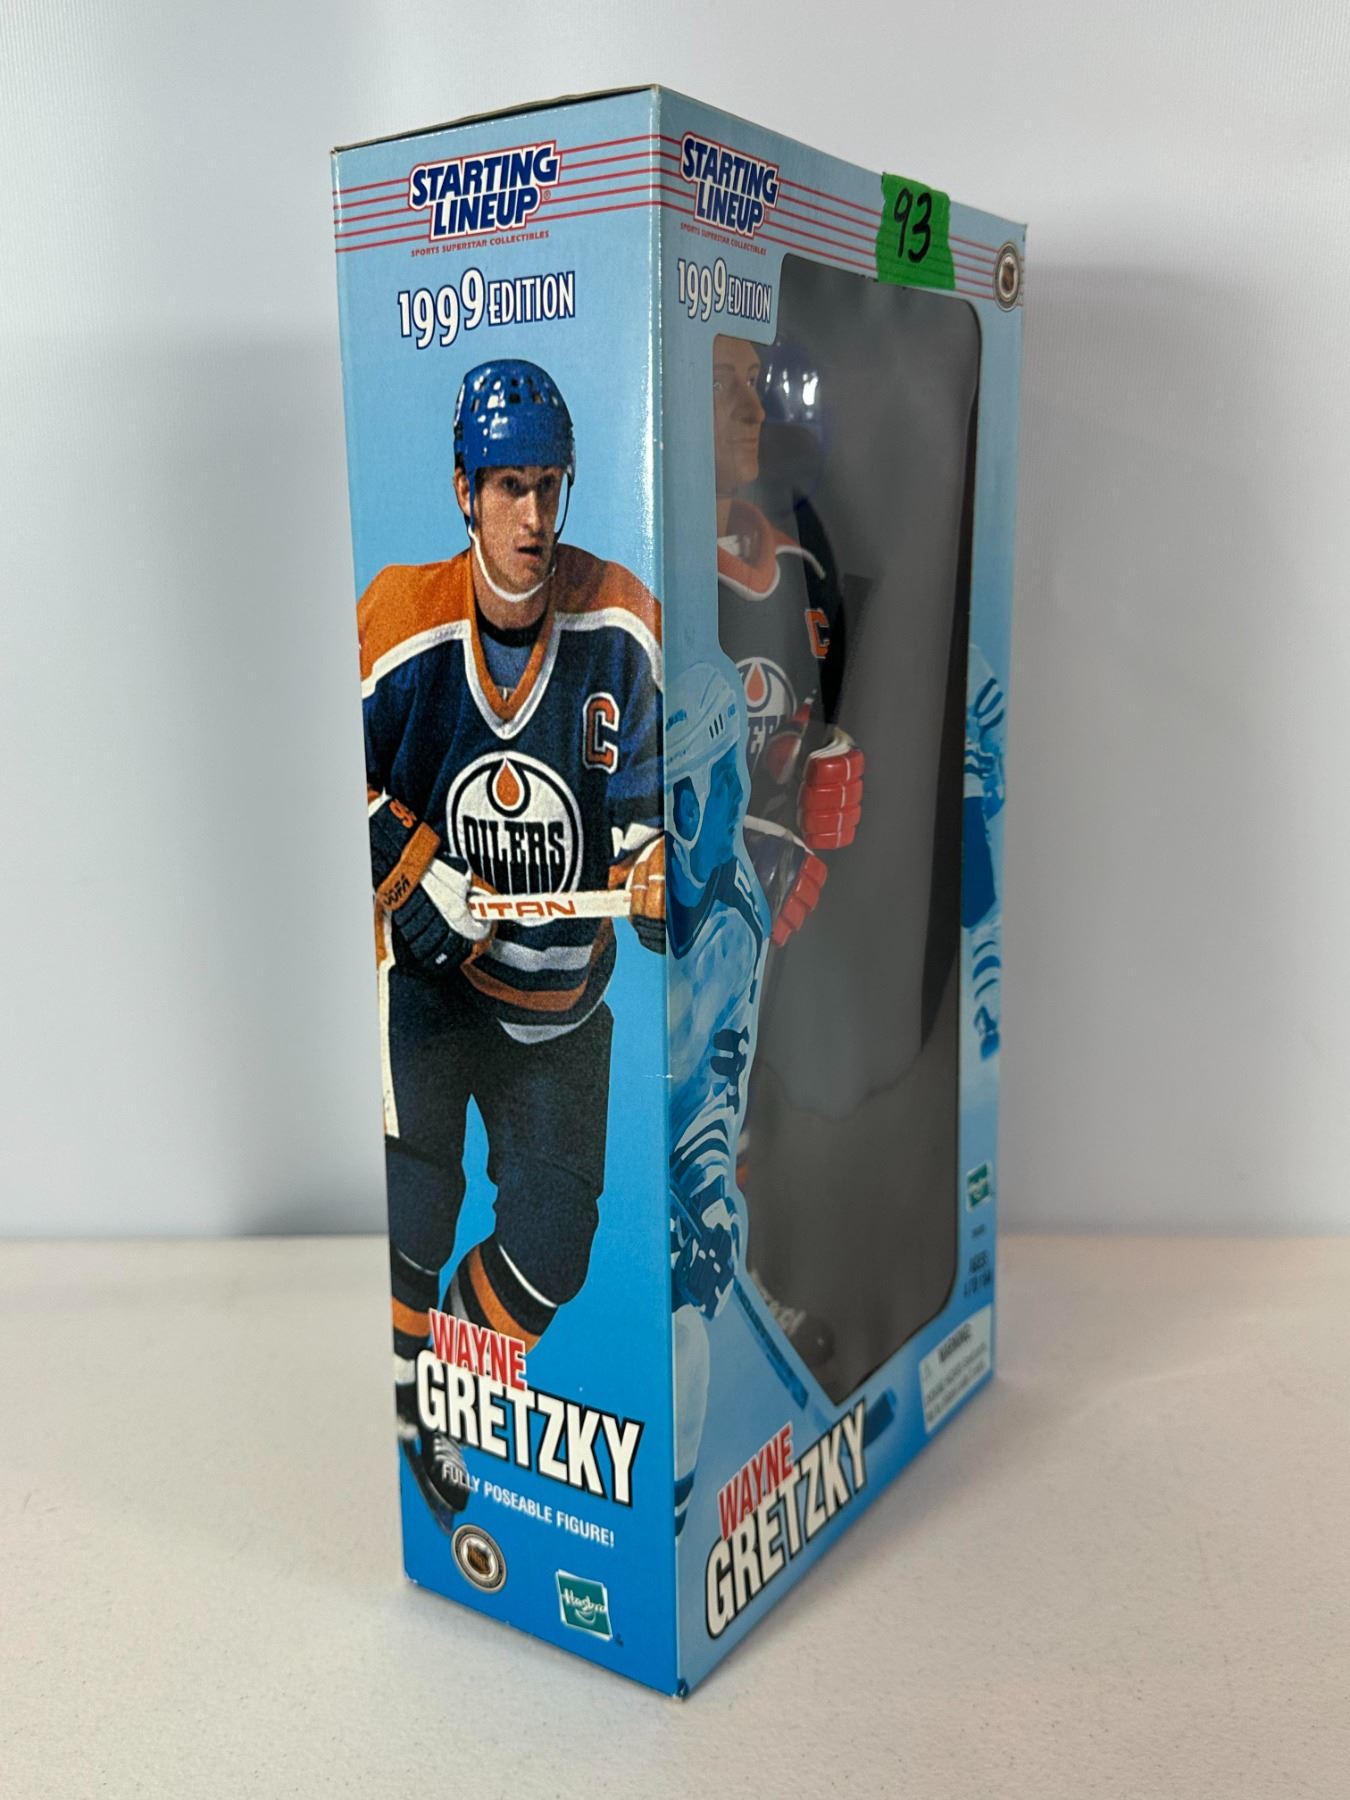 STARTING
LINEUP
SPORTS SUPERSTAR COLLECTIBLES
1999 EDITION
C
OILERS
TITAN
WAYNE
GRETZKY
FULLY POSEABLE FIGURE!
Hasbro
STARTING
LINEUP
SPORTS SUPERSTAR COLLECTIBLES
1999 EDITION
93
C
WARNING:
WAYNE
GRETZKY